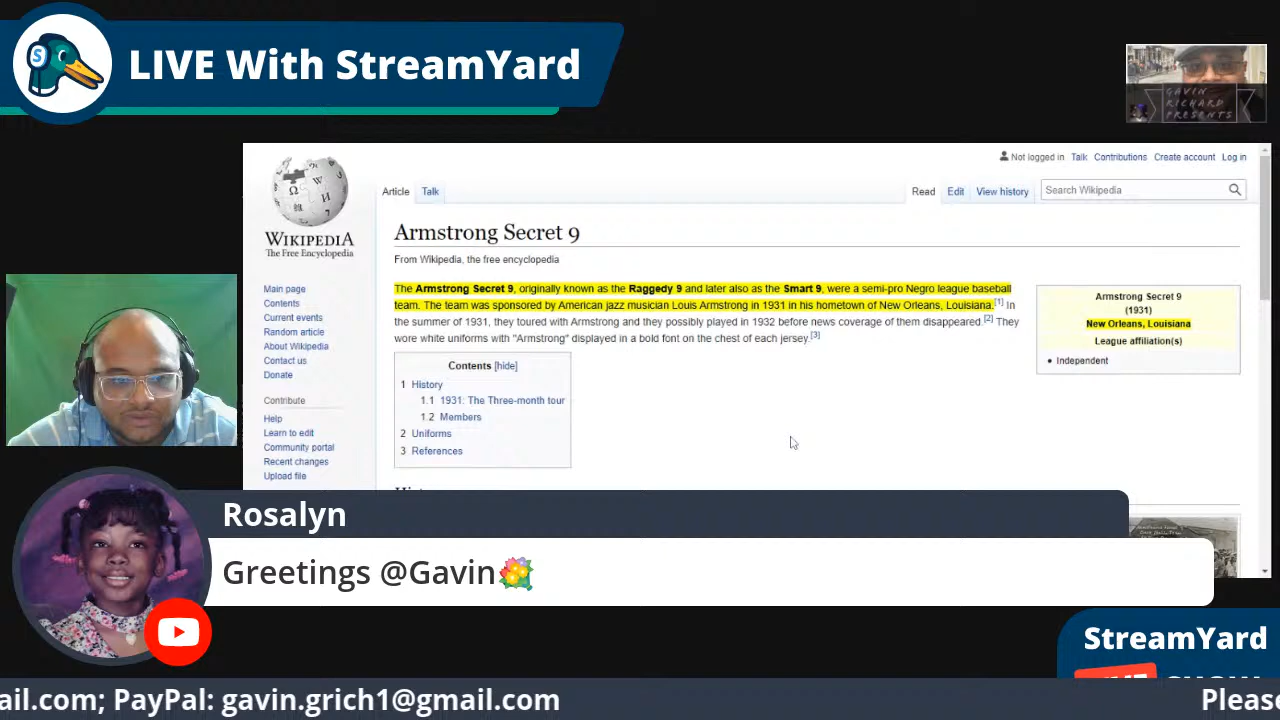 LIVE With StreamYard
GAVIN
RICHARD
PRESENTS
WIKIPEDIA
The Free Encyclopedia
Main page
Contents
Current events
Random article
About Wikipedia
Contact us
Donate
Contribute
Help
Learn to edit
Community portal
Recent changes
Upload file
Not logged in Talk Contributions Create account Log in
Article Talk
Read Edit View history
Search Wikipedia
Armstrong Secret 9
From Wikipedia, the free encyclopedia
The Armstrong Secret 9, originally known as the Raggedy 9 and later also as the Smart 9, were a semi-pro Negro league baseball
team. The team was sponsored by American jazz musician Louis Armstrong in 1931 in his hometown of New Orleans, Louisiana.[1] In
the summer of 1931, they toured with Armstrong and they possibly played in 1932 before news coverage of them disappeared.[2] They
wore white uniforms with "Armstrong" displayed in a bold font on the chest of each jersey.[3]
Armstrong Secret 9
(1931)
New Orleans, Louisiana
League affiliation(s)
• Independent
Contents [hide]
1 History
1.1 1931: The Three-month tour
1.2 Members
2 Uniforms
3 References
Rosalyn
Greetings @Gavin💐
StreamYard
ail.com; PayPal: gavin.grich1@gmail.com
Please